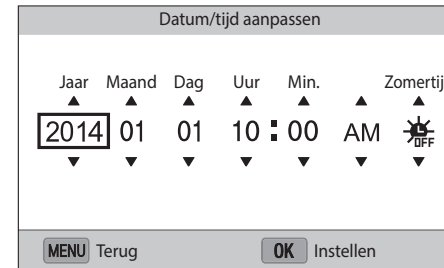 Datum/tijd aanpassen
Jaar Maand Dag Uur Min. Zomertij
2014 01 01 10 : 00 AM OFF
MENU Terug OK Instellen